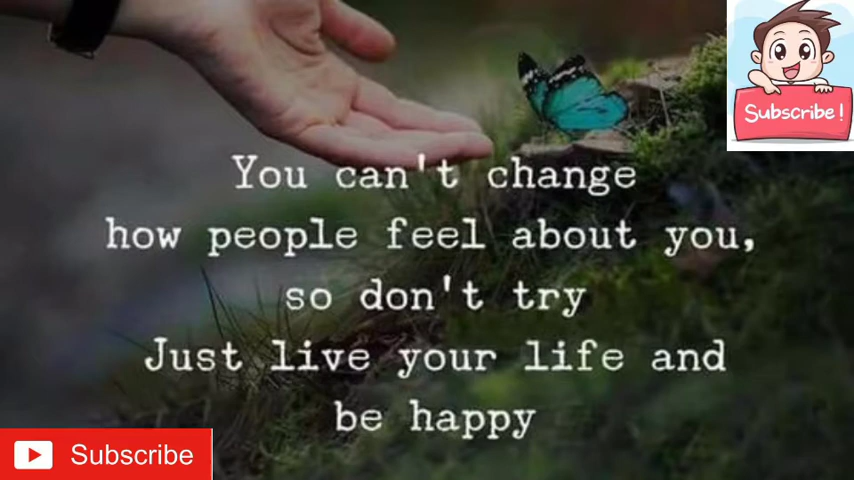 Subscribe!
You can't change
how people feel about you,
so don't try
Just live your life and
be happy
Subscribe